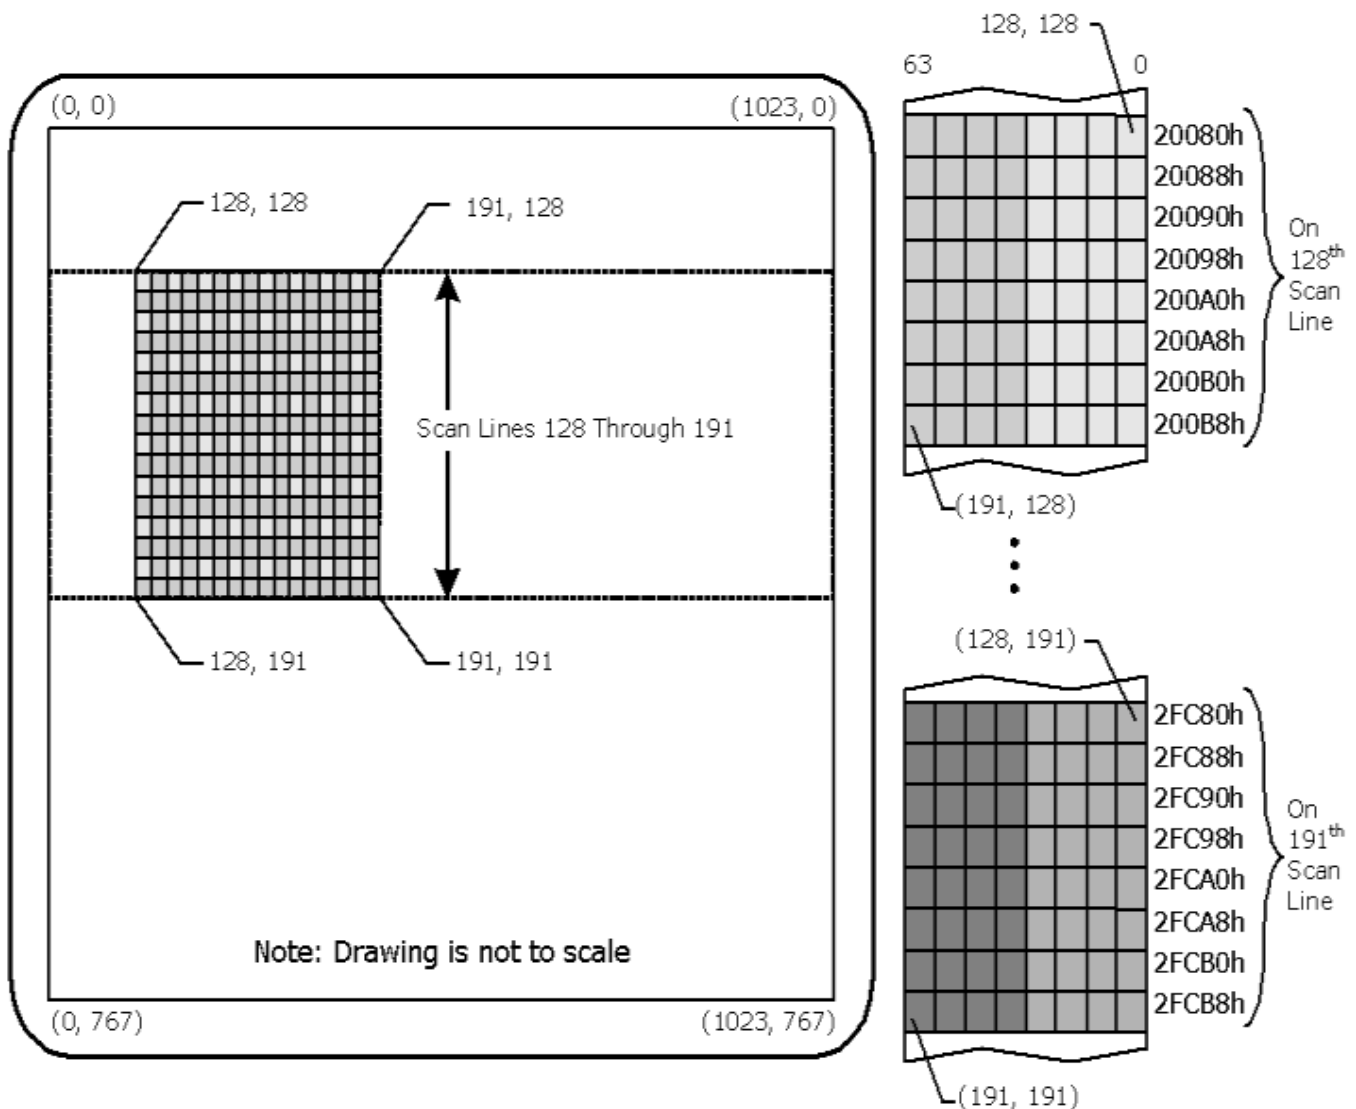 (0, 0)
(1023, 0)
128, 128
191, 128
Scan Lines 128 Through 191
128, 191
191, 191
Note: Drawing is not to scale
(0, 767)
(1023, 767)
128, 128
63
0
20080h
20088h
20090h
20098h
200A0h
200A8h
200B0h
200B8h
On
128th
Scan
Line
(191, 128)
(128, 191)
2FC80h
2FC88h
2FC90h
2FC98h
2FCA0h
2FCA8h
2FCB0h
2FCB8h
On
191th
Scan
Line
(191, 191)